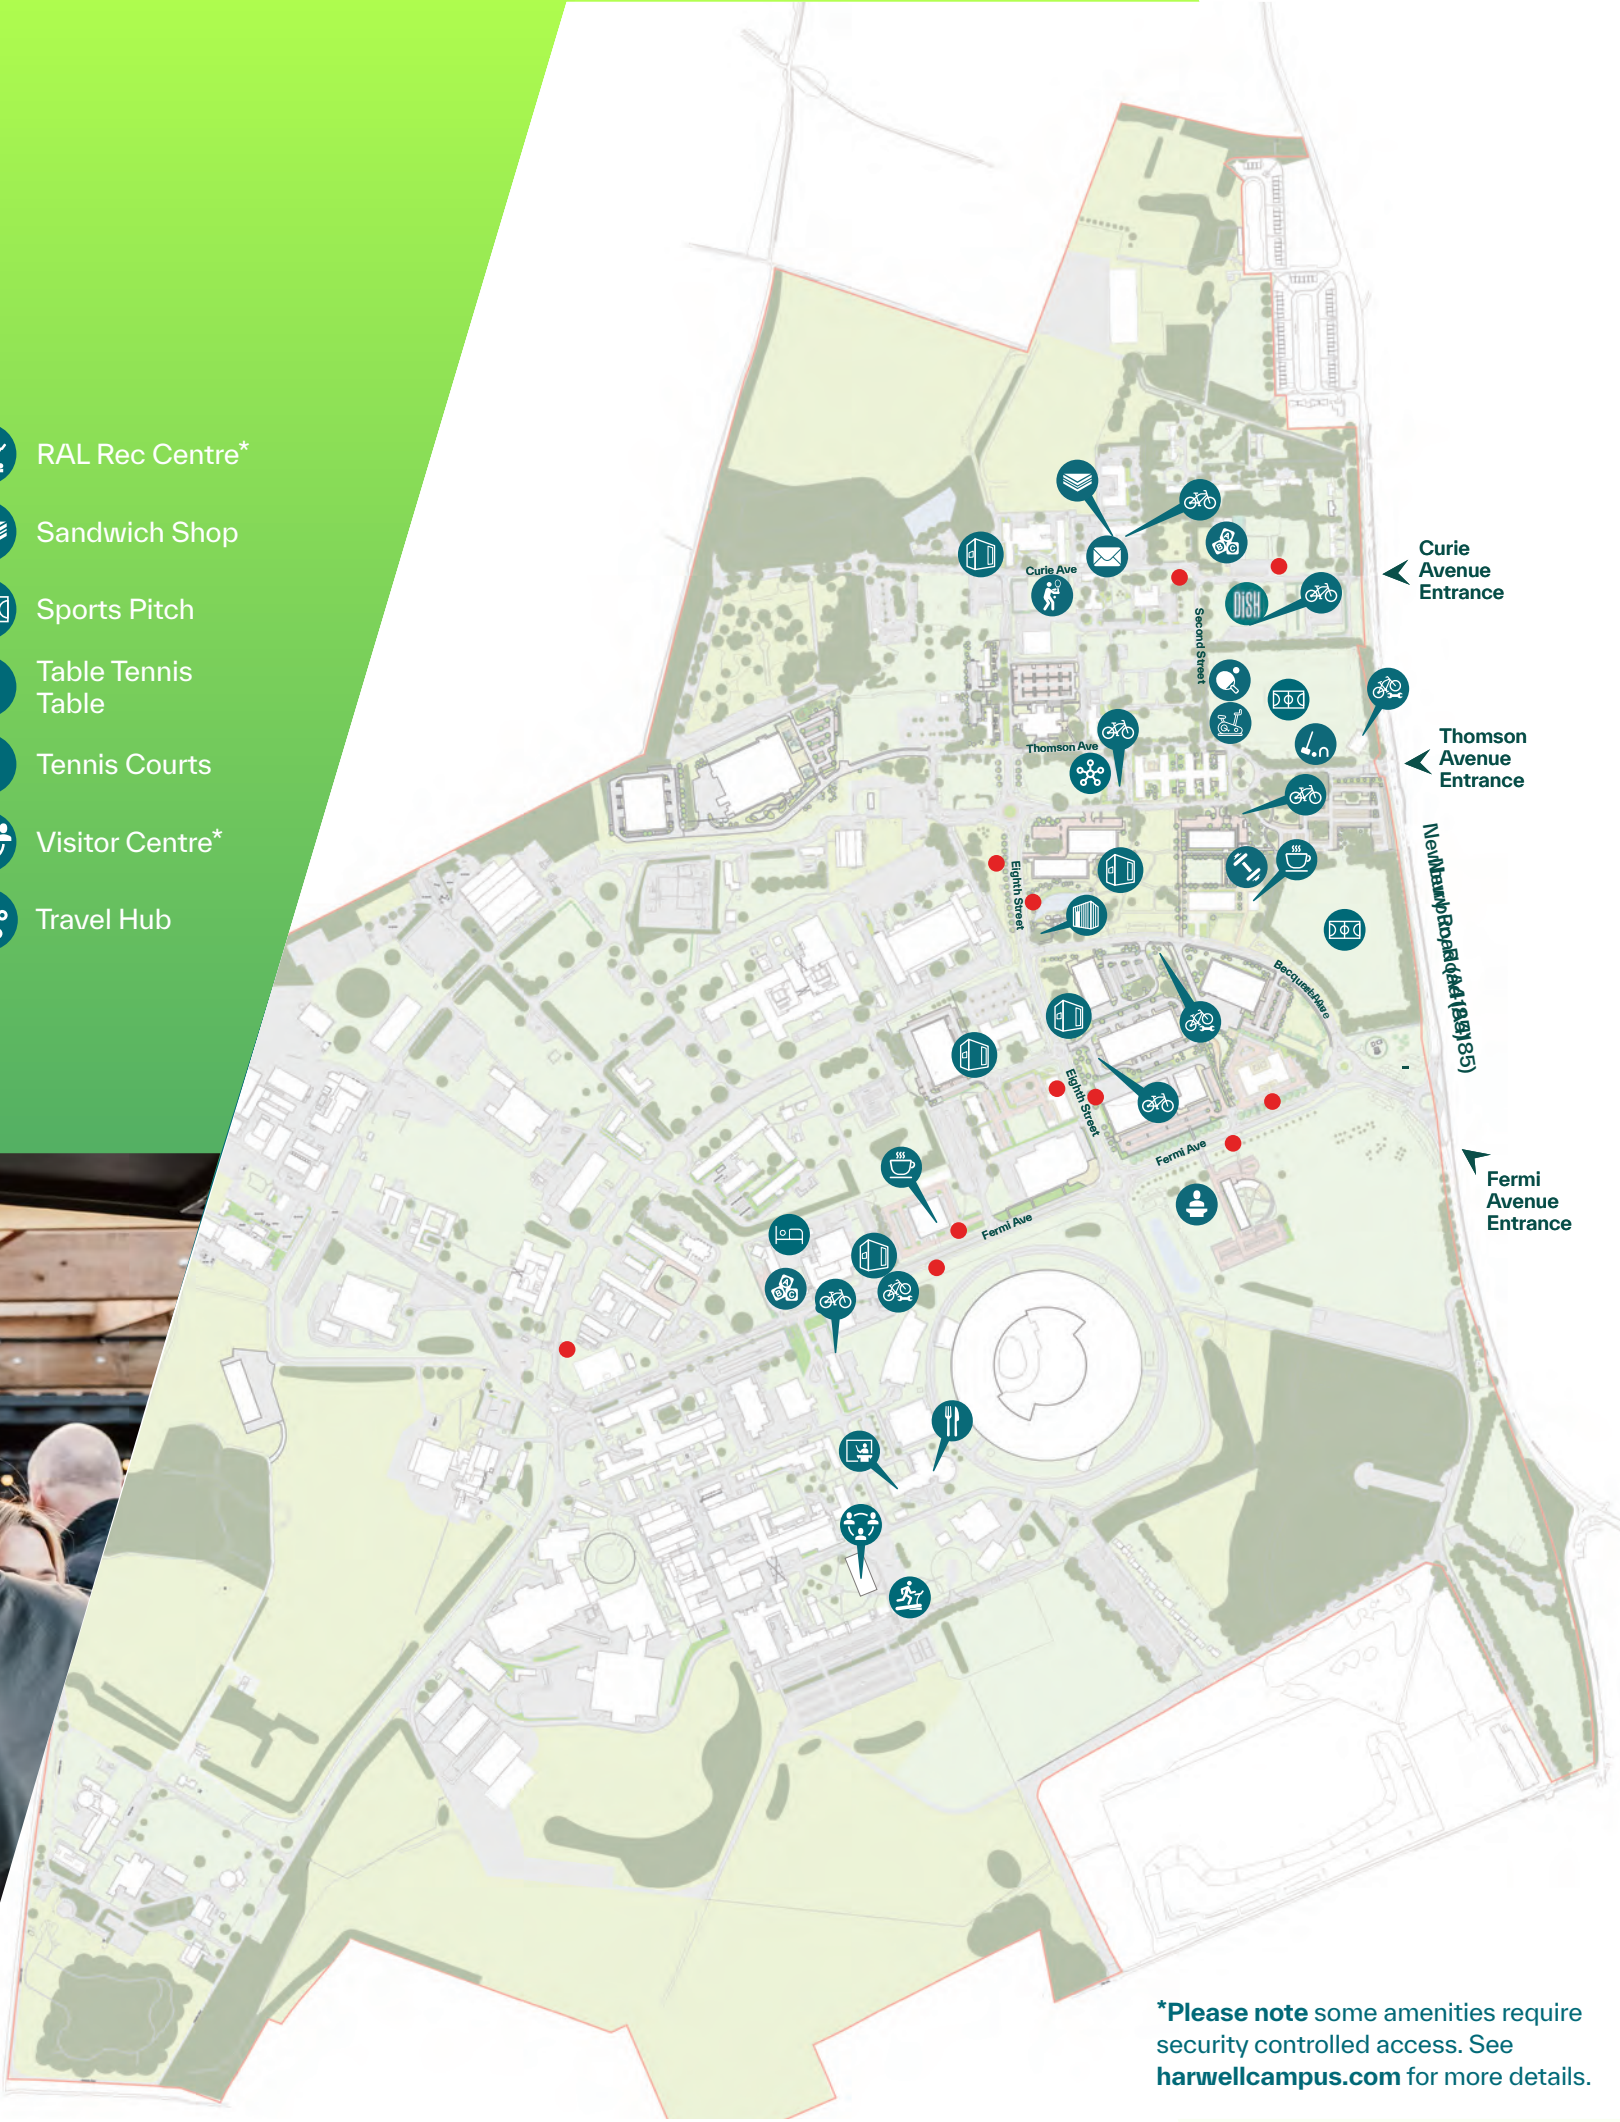 RAL Rec Centre*
Sandwich Shop
Sports Pitch
Table Tennis
Table
Tennis Courts
Visitor Centre*
Travel Hub
Curie Ave
Second Street
DiSH
Curie
Avenue
Entrance
Thomson Ave
Thomson
Avenue
Entrance
Eighth Street
Eighth Street
Fermi Ave
Fermi Ave
Fermi
Avenue
Entrance
*Please note some amenities require
security controlled access. See
harwellcampus.com for more details.